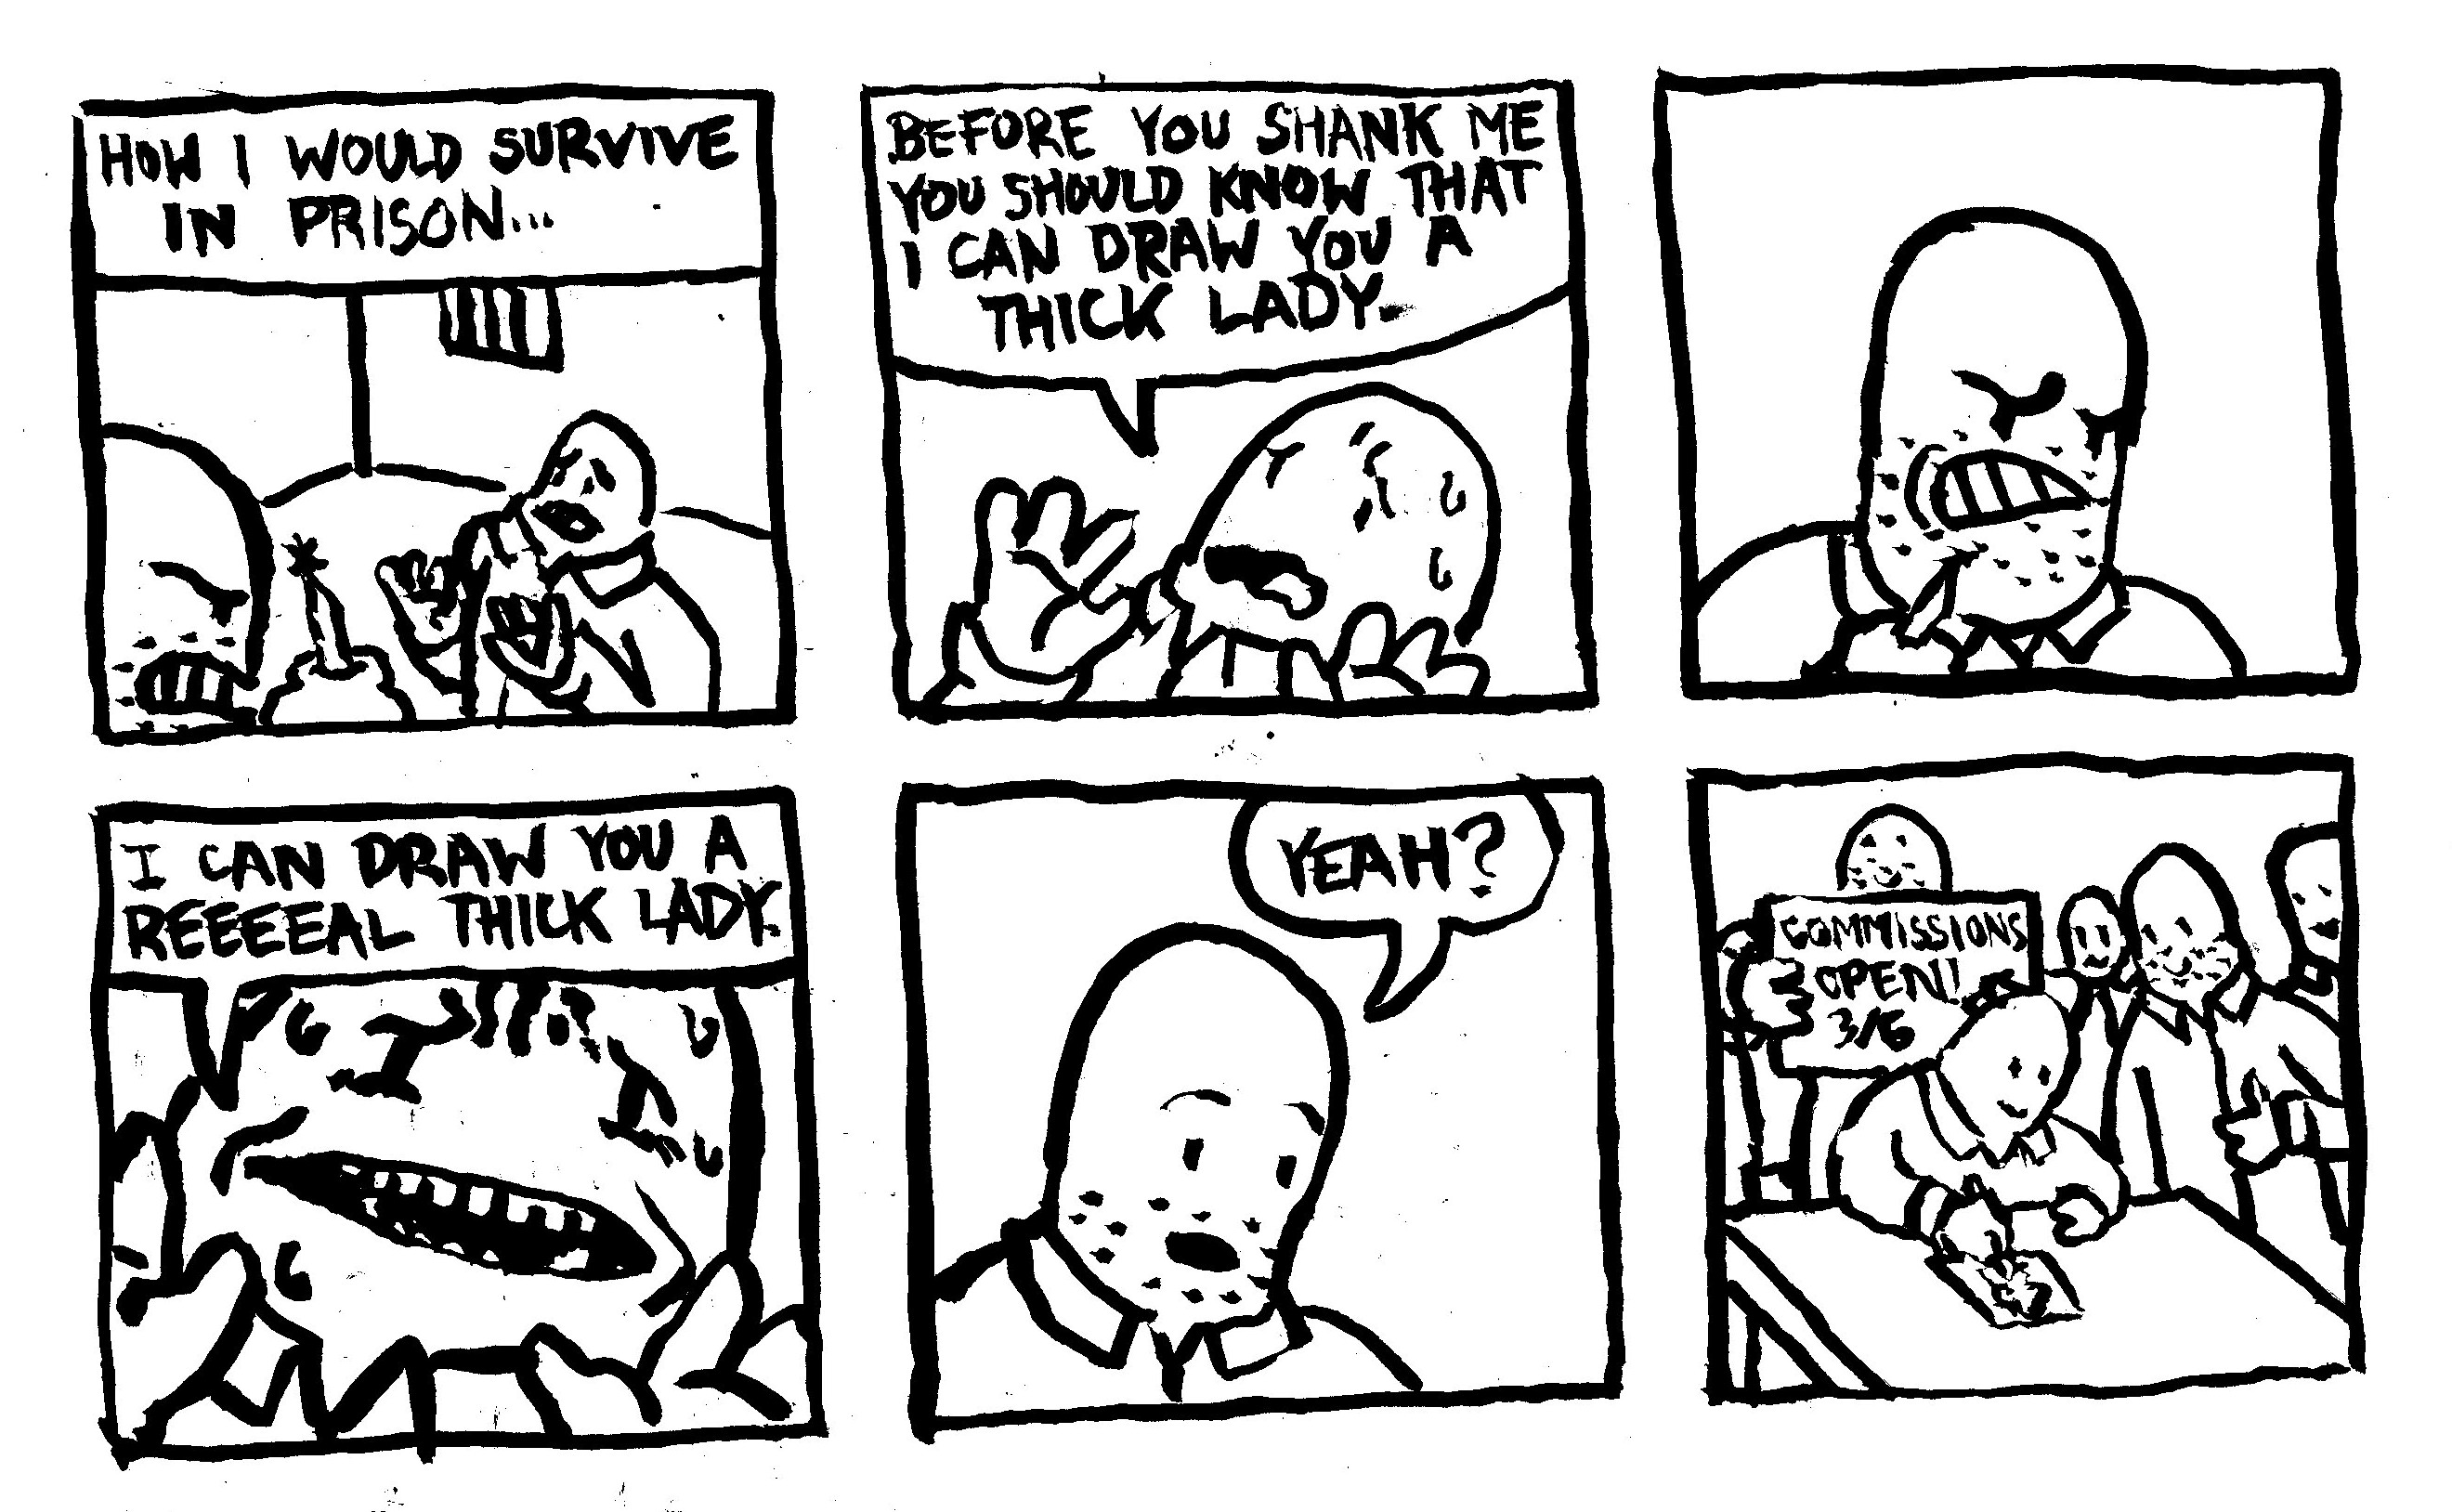 HOW I WOULD SURVIVE
IN PRISON...
BEFORE YOU SHANK ME
YOU SHOULD KNOW THAT
I CAN DRAW YOU A
THICK LADY.
I CAN DRAW YOU A
REEEEAL THICK LADY.
YEAH?
COMMISSIONS
OPEN!!
3/5